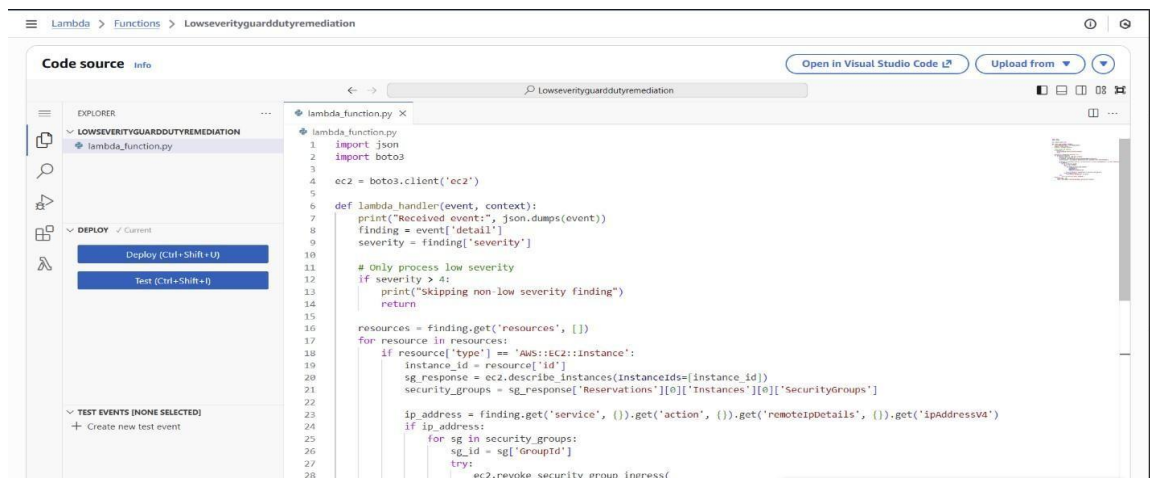 Lambda > Functions > Lowseverityguarddutyremediation
Code source Info
Open in Visual Studio Code
Upload from
Lowseverityguarddutyremediation
EXPLORER
LOWSEVERITYGUARDDUTYREMEDIATION
lambda_function.py
DEPLOY Current
Deploy (Ctrl+Shift+U)
Test (Ctrl+Shift+I)
TEST EVENTS [NONE SELECTED]
+ Create new test event
lambda_function.py
lambda_function.py
1 import json
2 import boto3
3
4 ec2 = boto3.client('ec2')
5
6 def lambda_handler(event, context):
7 print("Received event:", json.dumps(event))
8 finding = event['detail']
9 severity = finding['severity']
10
11 # Only process low severity
12 if severity > 4:
13 print("Skipping non-low severity finding")
14 return
15
16 resources = finding.get('resources', [])
17 for resource in resources:
18 if resource['type'] == 'AWS::EC2::Instance':
19 instance_id = resource['id']
20 sg_response = ec2.describe_instances(InstanceIds=[instance_id])
21 security_groups = sg_response['Reservations'][0]['Instances'][0]['SecurityGroups']
22
23 ip_address = finding.get('service', {}).get('action', {}).get('remoteIpDetails', {}).get('ipAddressV4')
24 if ip_address:
25 for sg in security_groups:
26 sg_id = sg['GroupId']
27 try:
28 ec2.revoke_security_group_ingress(